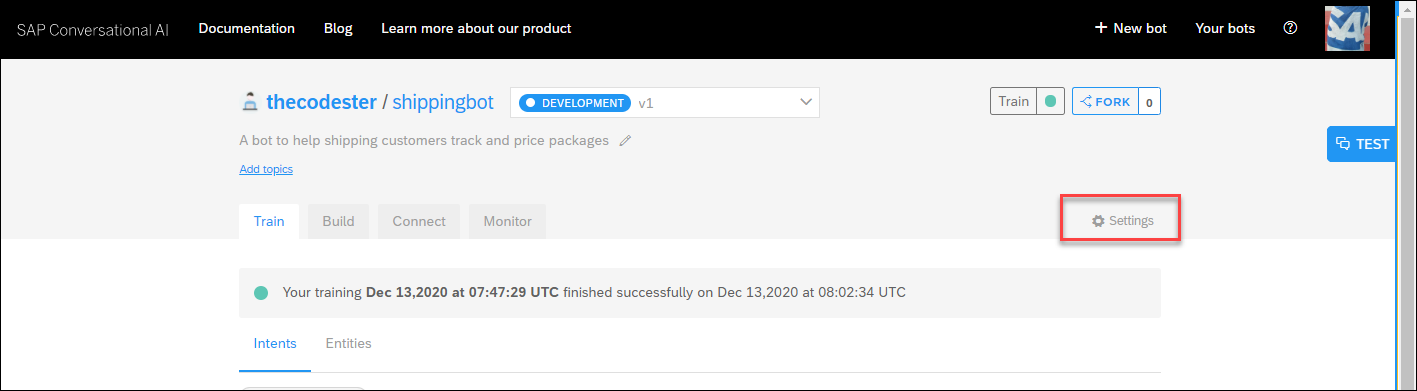 SAP Conversational AI Documentation Blog Learn more about our product + New bot Your bots
thecodester / shippingbot DEVELOPMENT v1 Train FORK 0
A bot to help shipping customers track and price packages
TEST
Add topics
Train Build Connect Monitor Settings
Your training Dec 13,2020 at 07:47:29 UTC finished successfully on Dec 13,2020 at 08:02:34 UTC
Intents Entities